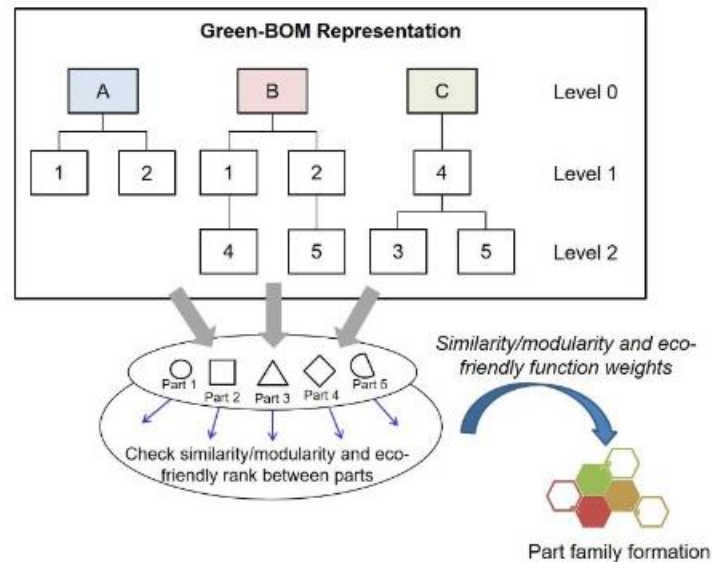 Green-BOM Representation
A B C Level 0
1 2 1 2 4 Level 1
4 5 3 5 Level 2
Similarity/modularity and eco-
friendly function weights
Part 1 Part 2 Part 3 Part 4 Part 5
Check similarity/modularity and eco-
friendly rank between parts
Part family formation